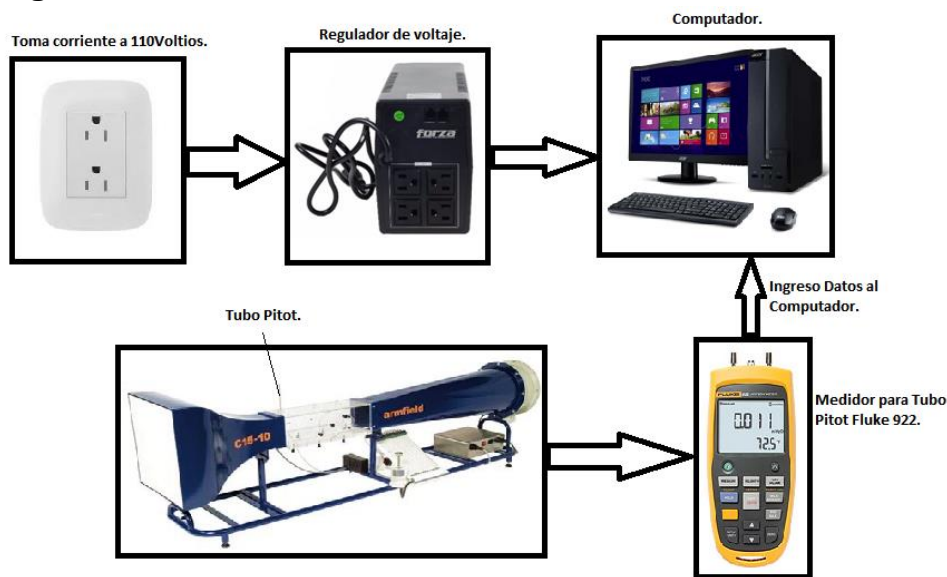 Toma corriente a 110Voltios.
Regulador de voltaje.
Computador.
forza
Tubo Pitot.
Ingreso Datos al
Computador.
C15-10
armfield
FLUKE
0.011
72.5°
Medidor para Tubo
Pitot Fluke 922.